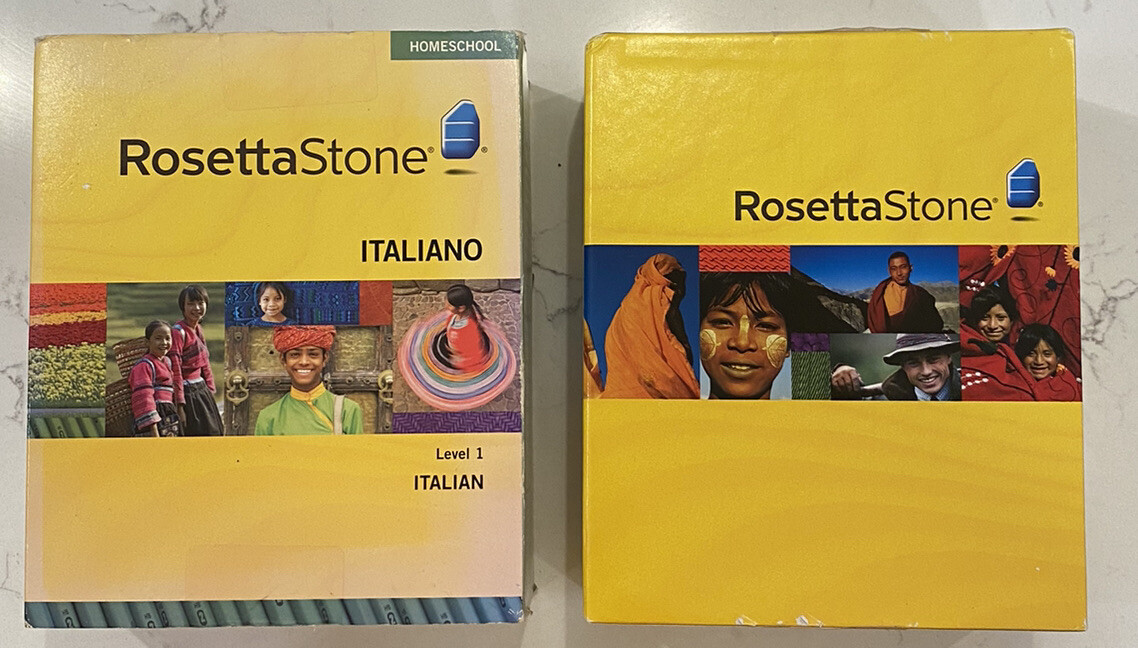 HOMESCHOOL
RosettaStone®
ITALIANO
Level 1
ITALIAN
RosettaStone®